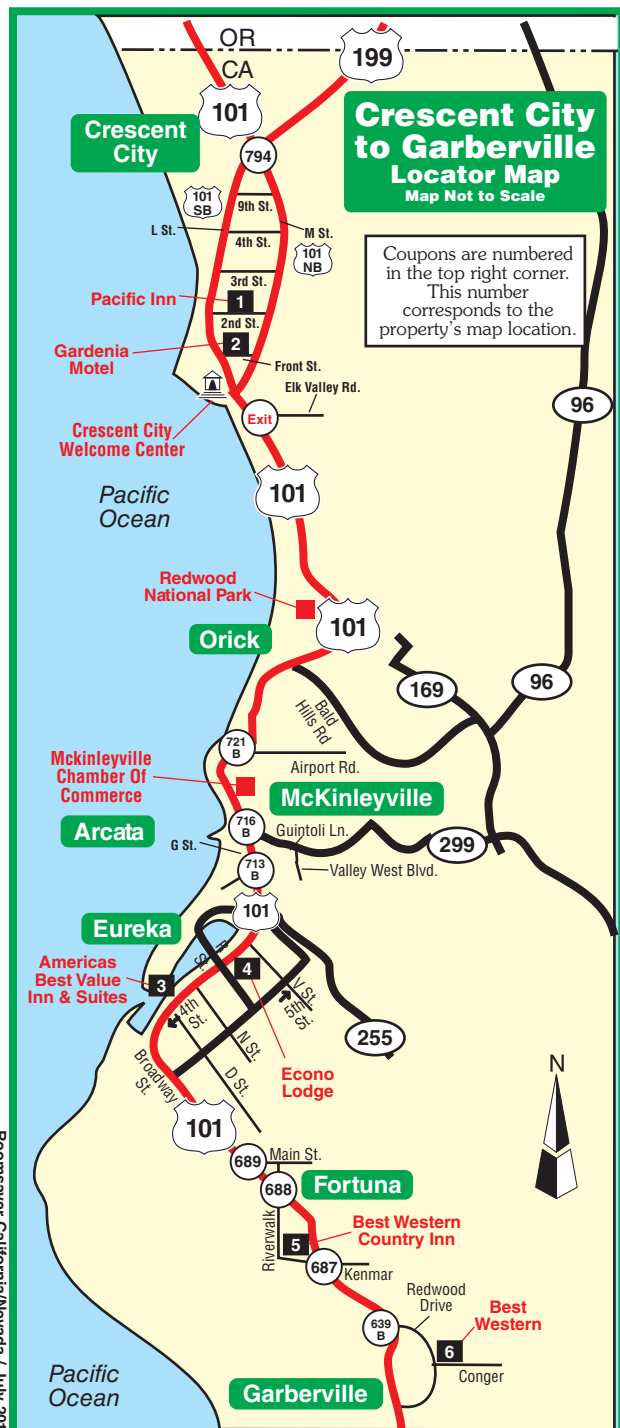 OR
CA
199
101
Crescent
City
Crescent City
to Garberville
Locator Map
Map Not to Scale
794
101
SB
9th St.
L St.
M St.
4th St.
101
NB
Coupons are numbered
in the top right corner.
This number
corresponds to the
property's map location.
3rd St.
Pacific Inn
1
2nd St.
Gardenia
Motel
2
Front St.
Elk Valley Rd.
96
Exit
Crescent City
Welcome Center
101
Pacific
Ocean
Redwood
National Park
101
Orick
169
96
Bald
Hills Rd
721
B
Airport Rd.
Mckinleyville
Chamber Of
Commerce
McKinleyville
716
B
Guintoli Ln.
Arcata
G St.
299
713
B
Valley West Blvd.
101
Eureka
R St.
Americas
Best Value
Inn & Suites
3
4
V St.
5th St.
4th
St.
255
N St.
Econo
Lodge
D St.
Broadway
St.
N
101
689
Main St.
688
Fortuna
Riverwalk
5
Best Western
Country Inn
687
Kenmar
Redwood
Drive
639
B
Best
Western
6
Conger
Garberville
Pacific
Ocean
Roomsaver California/Nevada / July